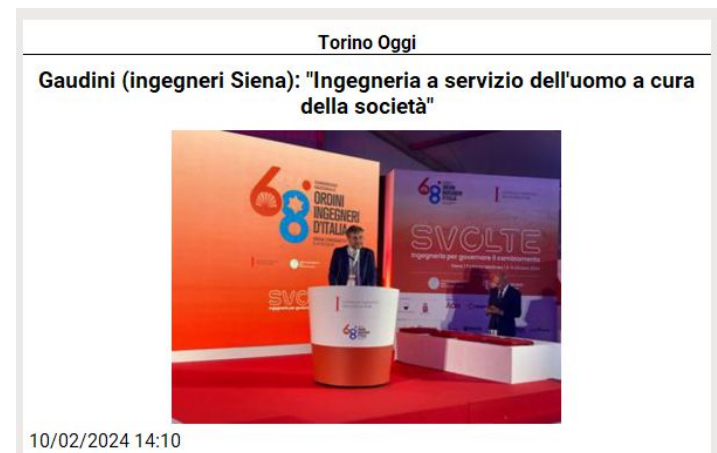 Torino Oggi
Gaudini (ingegneri Siena): "Ingegneria a servizio dell'uomo a cura
della società"
68°
ORDINI
INGEGNERI
D'ITALIA
SVOLTE
Ingegneria per governare il cambiamento
68
10/02/2024 14:10